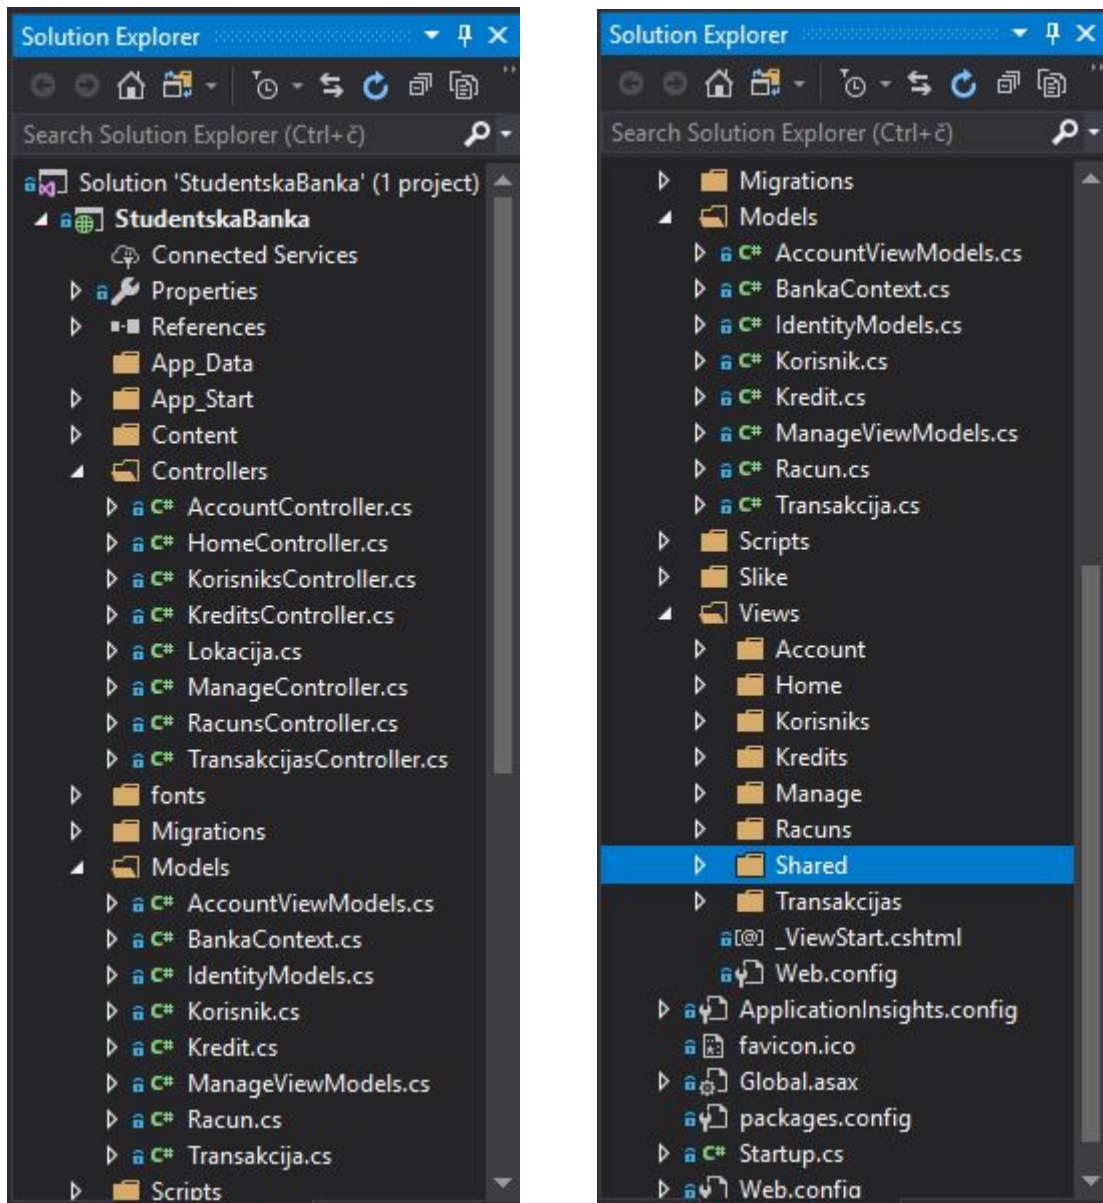 Solution Explorer
Search Solution Explorer (Ctrl+č)
Solution 'StudentskaBanka' (1 project)
StudentskaBanka
Connected Services
Properties
References
App_Data
App_Start
Content
Controllers
C# AccountController.cs
C# HomeController.cs
C# KorisniksController.cs
C# KreditsController.cs
C# Lokacija.cs
C# ManageController.cs
C# RacunsController.cs
C# TransakcijasController.cs
fonts
Migrations
Models
C# AccountViewModels.cs
C# BankaContext.cs
C# IdentityModels.cs
C# Korisnik.cs
C# Kredit.cs
C# ManageViewModels.cs
C# Racun.cs
C# Transakcija.cs
Scripts
Solution Explorer
Search Solution Explorer (Ctrl+č)
Migrations
Models
C# AccountViewModels.cs
C# BankaContext.cs
C# IdentityModels.cs
C# Korisnik.cs
C# Kredit.cs
C# ManageViewModels.cs
C# Racun.cs
C# Transakcija.cs
Scripts
Slike
Views
Account
Home
Korisniks
Kredits
Manage
Racuns
Shared
Transakcijas
[@] _ViewStart.cshtml
Web.config
ApplicationInsights.config
favicon.ico
Global.asax
packages.config
C# Startup.cs
Web.config